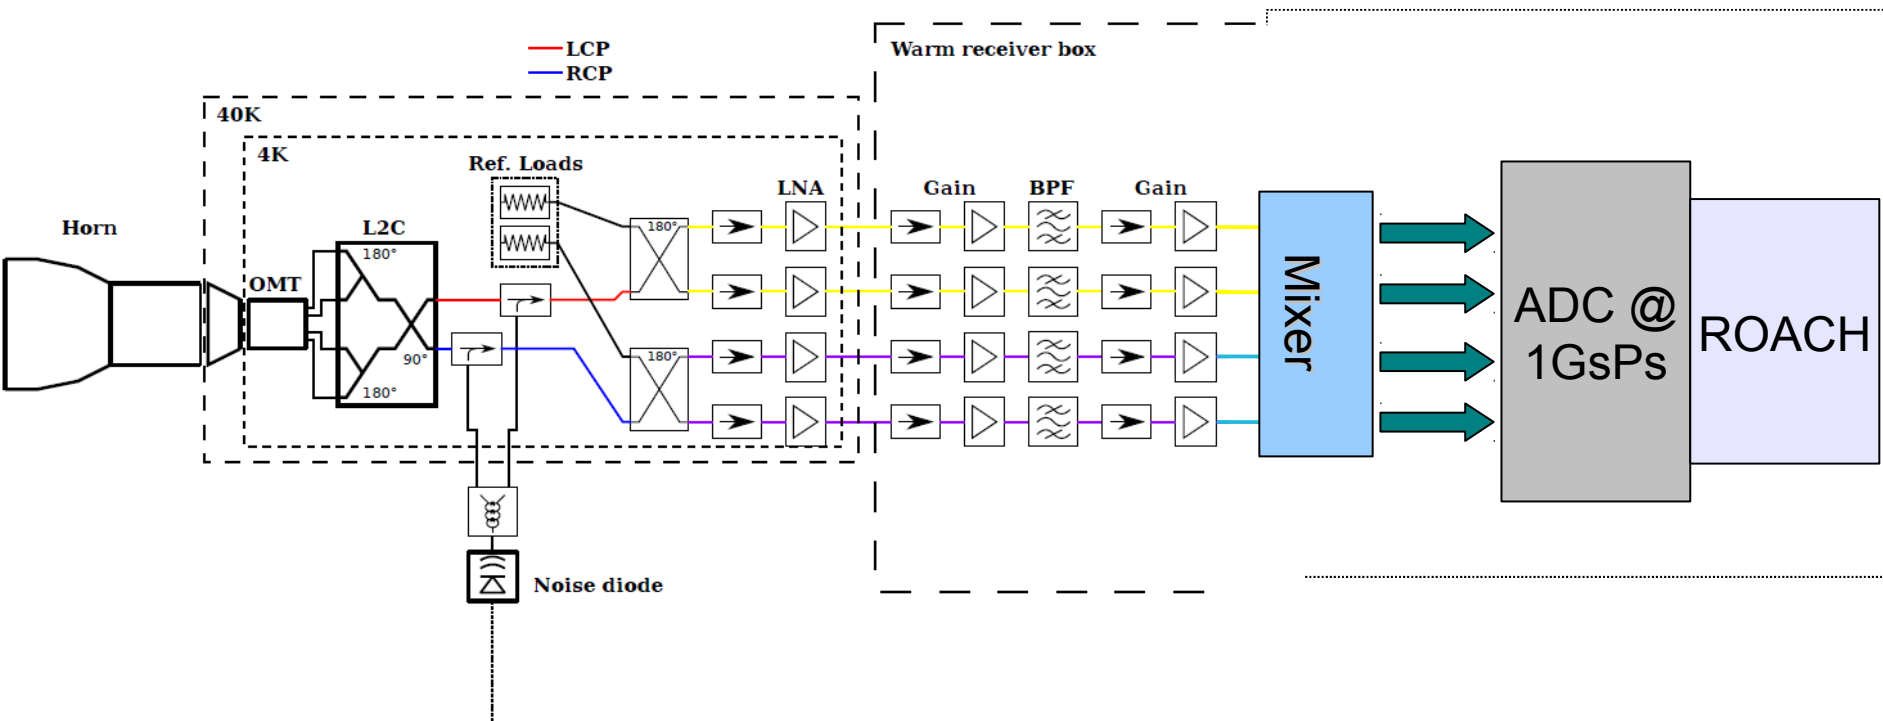 LCP
RCP
Warm receiver box
40K
4K
Ref. Loads
LNA
Gain
BPF
Gain
Horn
L2C
OMT
180°
90°
180°
180°
180°
Mixer
ADC @
1GsPs
ROACH
Noise diode